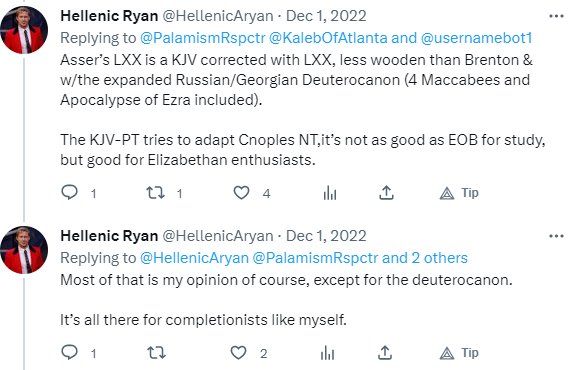 Hellenic Ryan @HellenicAryan · Dec 1, 2022
Replying to @PalamismRspctr @KalebOfAtlanta and @usernamebot1
Asser's LXX is a KJV corrected with LXX, less wooden than Brenton &
w/the expanded Russian/Georgian Deuterocanon (4 Maccabees and
Apocalypse of Ezra included).
The KJV-PT tries to adapt Cnoples NT,it's not as good as EOB for study,
but good for Elizabethan enthusiasts.
1 1 4 Tip
Hellenic Ryan @HellenicAryan · Dec 1, 2022
Replying to @HellenicAryan @PalamismRspctr and 2 others
Most of that is my opinion of course, except for the deuterocanon.
It's all there for completionists like myself.
1 2 Tip